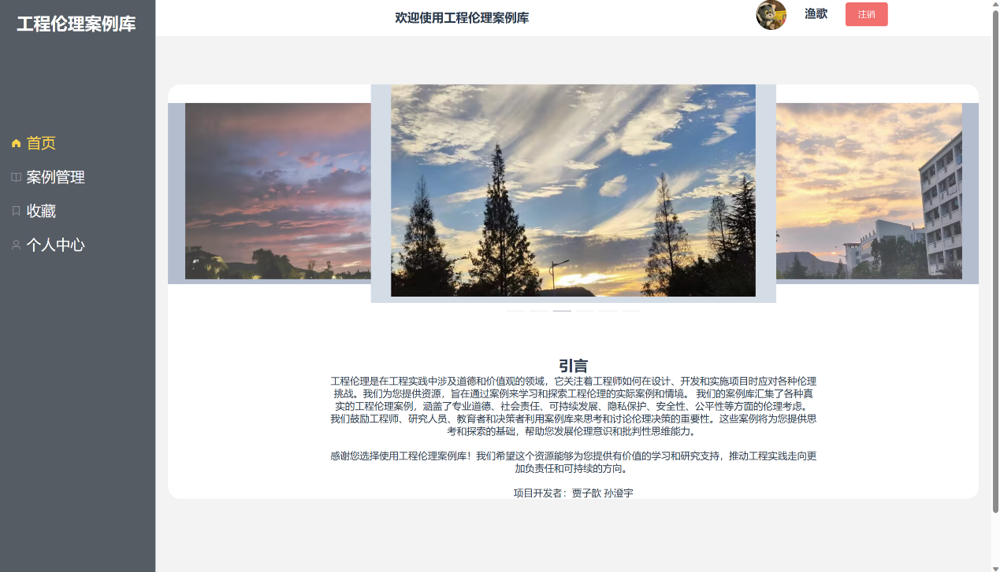 工程伦理案例库
欢迎使用工程伦理案例库
渔歌
注销
首页
案例管理
收藏
个人中心
引言
工程伦理是在工程实践中涉及道德和价值观的领域，它关注着工程师如何在设计、开发和实施项目时应对各种伦理
挑战。我们为您提供资源，旨在通过案例来学习和探索工程伦理的实际案例和情境。 我们的案例库汇集了各种真
实的工程伦理案例，涵盖了专业道德、社会责任、可持续发展、隐私保护、安全性、公平性等方面的伦理考虑。
我们鼓励工程师、研究人员、教育者和决策者利用案例库来思考和讨论伦理决策的重要性。这些案例将为您提供思
考和探索的基础，帮助您发展伦理意识和批判性思维能力。
感谢您选择使用工程伦理案例库！我们希望这个资源能够为您提供有价值的学习和研究支持，推动工程实践走向更
加负责任和可持续的方向。
项目开发者：贾子歆 孙澄宇